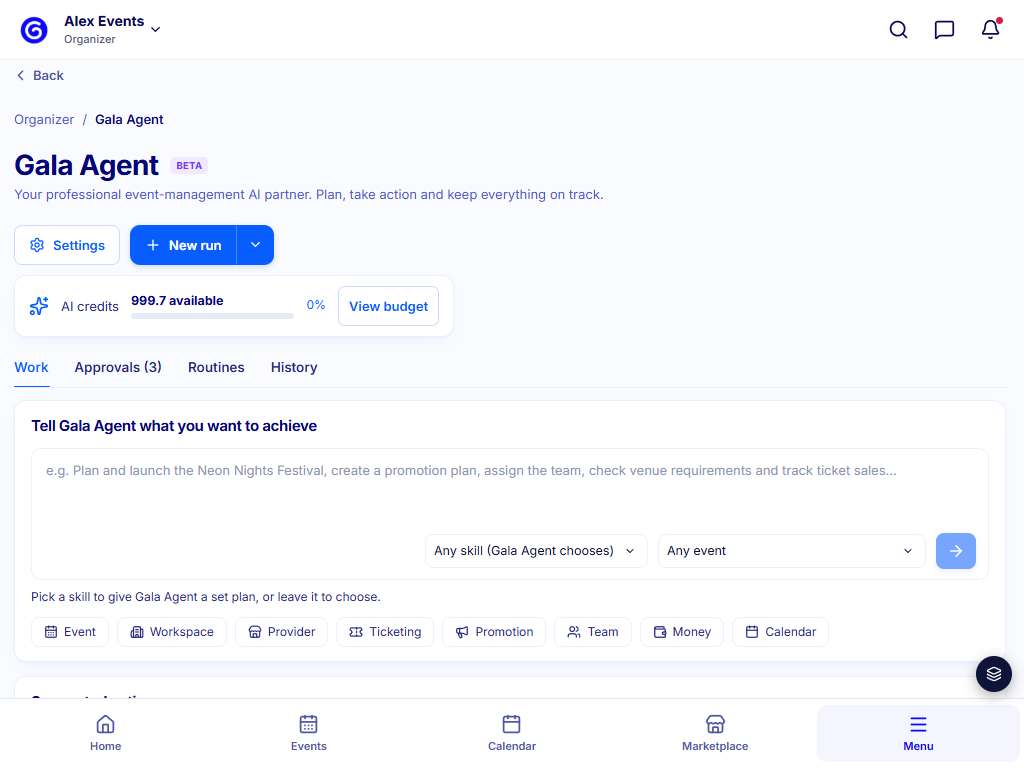 Alex Events
Organizer
Back
Organizer / Gala Agent
Gala Agent BETA
Your professional event-management AI partner. Plan, take action and keep everything on track.
Settings
New run
AI credits
999.7 available
0%
View budget
Work
Approvals (3)
Routines
History
Tell Gala Agent what you want to achieve
e.g. Plan and launch the Neon Nights Festival, create a promotion plan, assign the team, check venue requirements and track ticket sales...
Any skill (Gala Agent chooses)
Any event
Pick a skill to give Gala Agent a set plan, or leave it to choose.
Event
Workspace
Provider
Ticketing
Promotion
Team
Money
Calendar
Home
Events
Calendar
Marketplace
Menu